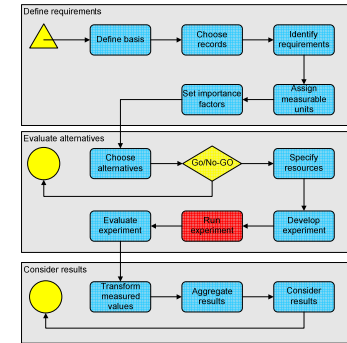 Define requirements
Define basis
Choose
records
Identify
requirements
Set importance
factors
Assign
measurable
units
Evaluate alternatives
Choose
alternatives
Go/No-GO
Specify
resources
Evaluate
experiment
Run
experiment
Develop
experiment
Consider results
Transform
measured
values
Aggregate
results
Consider
results